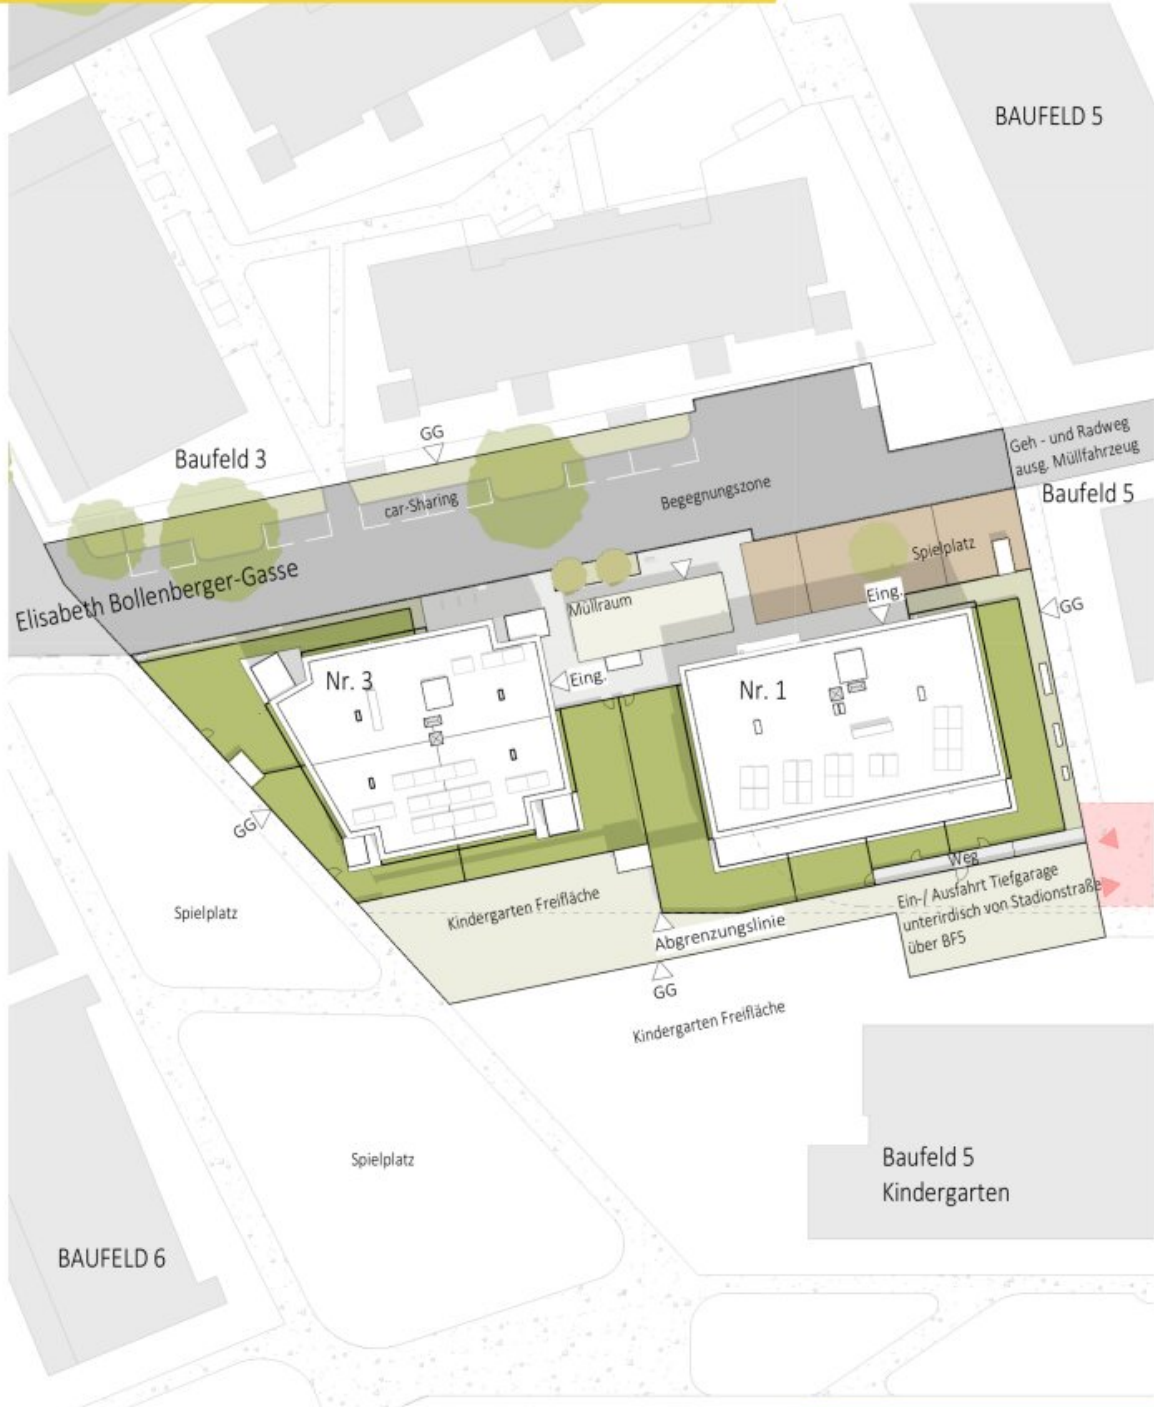 BAUFELD 5
GG
Baufeld 3
Geh - und Radweg
ausg. Müllfahrzeug
Baufeld 5
car-Sharing
Begegnungszone
Spielplatz
Elisabeth Bollenberger-Gasse
Müllraum
Eing.
GG
Nr. 3
Eing.
Nr. 1
GG
Weg
Ein-/ Ausfahrt Tiefgarage
unterirdisch von Stadionstraße
über BF5
Kindergarten Freifläche
Spielplatz
Abgrenzungslinie
GG
Kindergarten Freifläche
Spielplatz
Baufeld 5
Kindergarten
BAUFELD 6